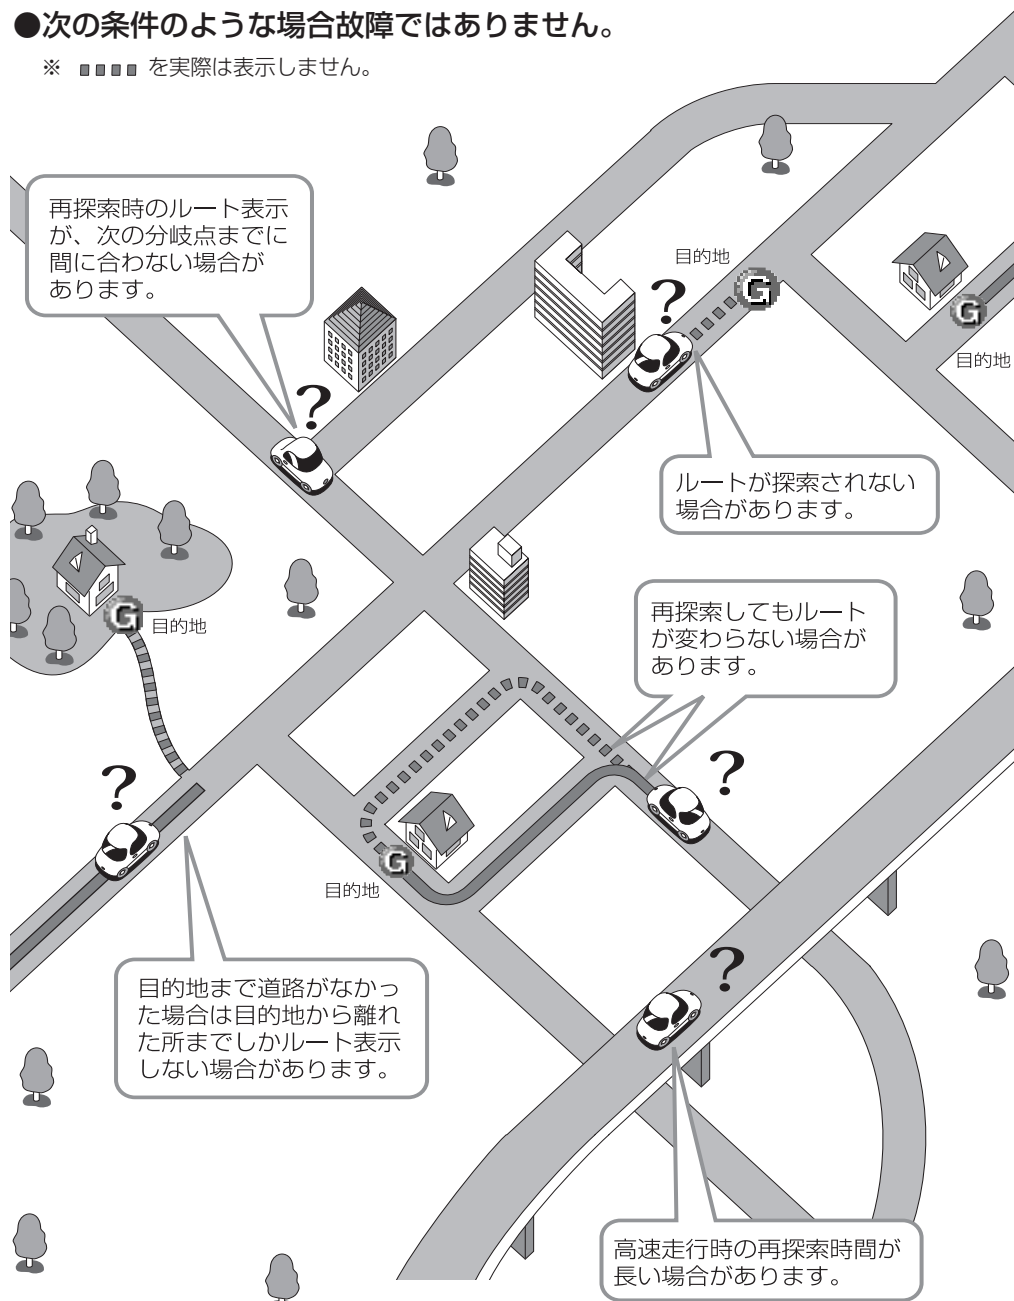 ●次の条件のような場合故障ではありません。
※ を実際は表示しません。
再探索時のルート表示
が、次の分岐点までに
間に合わない場合が
あります。
目的地
?
G
G
目的地
?
ルートが探索されない
場合があります。
再探索してもルート
が変わらない場合が
あります。
G
目的地
?
?
G
目的地
目的地まで道路がなかっ
た場合は目的地から離れ
た所までしかルート表示
しない場合があります。
?
高速走行時の再探索時間が
長い場合があります。